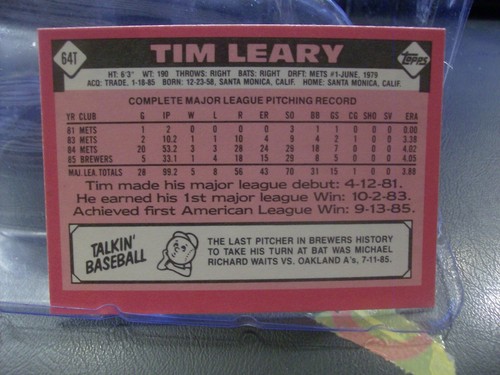 64T
TIM LEARY
Topps
HT: 6'3" WT: 190 THROWS: RIGHT BATS: RIGHT DRFT: METS #1-JUNE, 1979
ACQ: TRADE, 1-18-85 BORN: 12-23-58, SANTA MONICA, CALIF. HOME: SANTA MONICA, CALIF.
COMPLETE MAJOR LEAGUE PITCHING RECORD
YR CLUB G IP W L R ER SO BB GS CG SHO SV ERA
81 METS 1 2 0 0 0 0 3 1 1 0 0 0 0.00
83 METS 2 10.2 1 1 10 4 9 4 2 1 0 0 3.38
84 METS 20 53.2 3 3 28 24 29 18 7 0 0 0 4.02
85 BREWERS 5 33.1 1 4 18 15 29 8 5 0 0 0 4.05
MAJ. LEA. TOTALS 28 99.2 5 8 56 43 70 31 15 1 0 0 3.88
Tim made his major league debut: 4-12-81.
He earned his 1st major league Win: 10-2-83.
Achieved first American League Win: 9-13-85.
TALKIN'
BASEBALL
THE LAST PITCHER IN BREWERS HISTORY
TO TAKE HIS TURN AT BAT WAS MICHAEL
RICHARD WAITS VS. OAKLAND A's, 7-11-85.